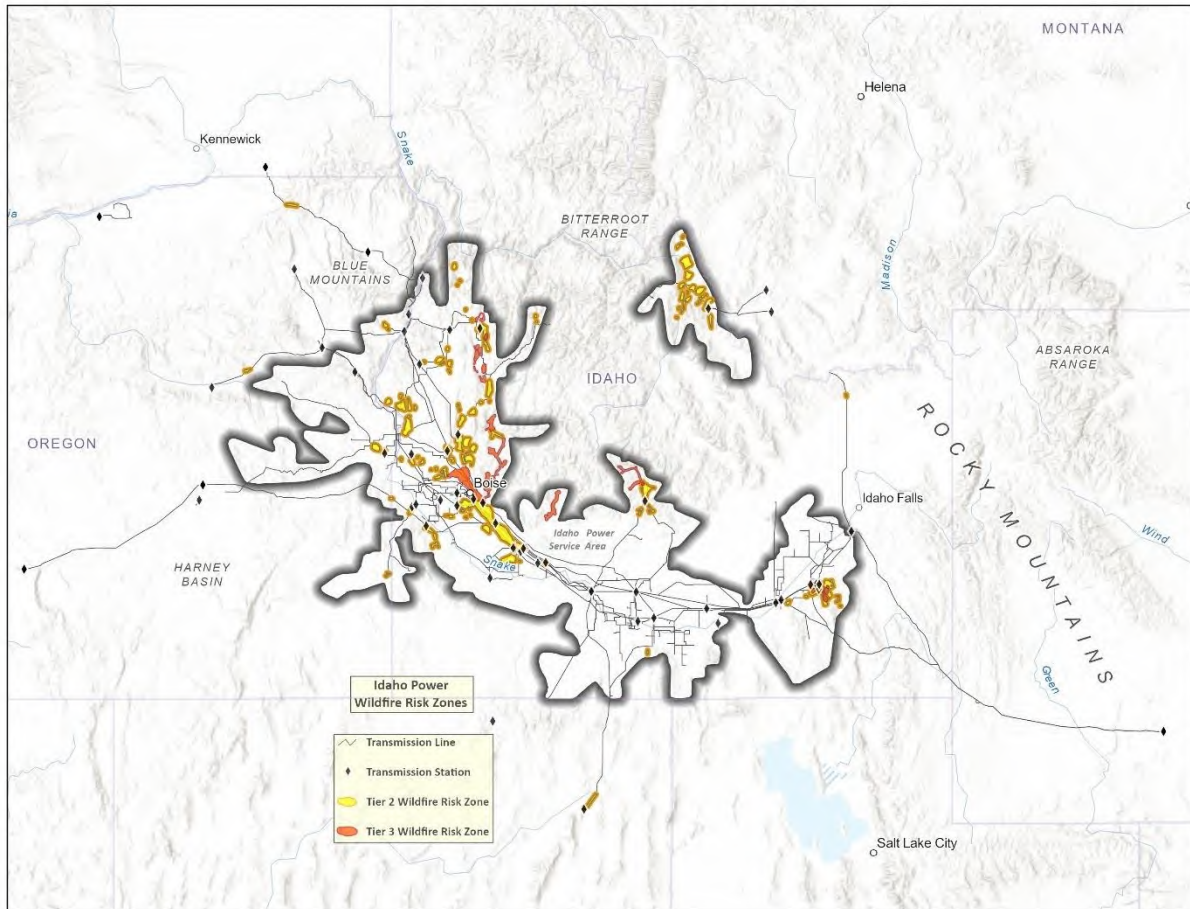 MONTANA
Helena
Kennewick
Snake
ia
BITTERROOT
RANGE
Madison
BLUE
MOUNTAINS
ABSAROKA
RANGE
IDAHO
ROCKY MOUNTAINS
OREGON
Boise
Idaho Falls
Idaho Power
Service Area
Wind
Snake
HARNEY
BASIN
Green
Idaho Power
Wildfire Risk Zones
Transmission Line
Transmission Station
Tier 2 Wildfire Risk Zone
Tier 3 Wildfire Risk Zone
Salt Lake City